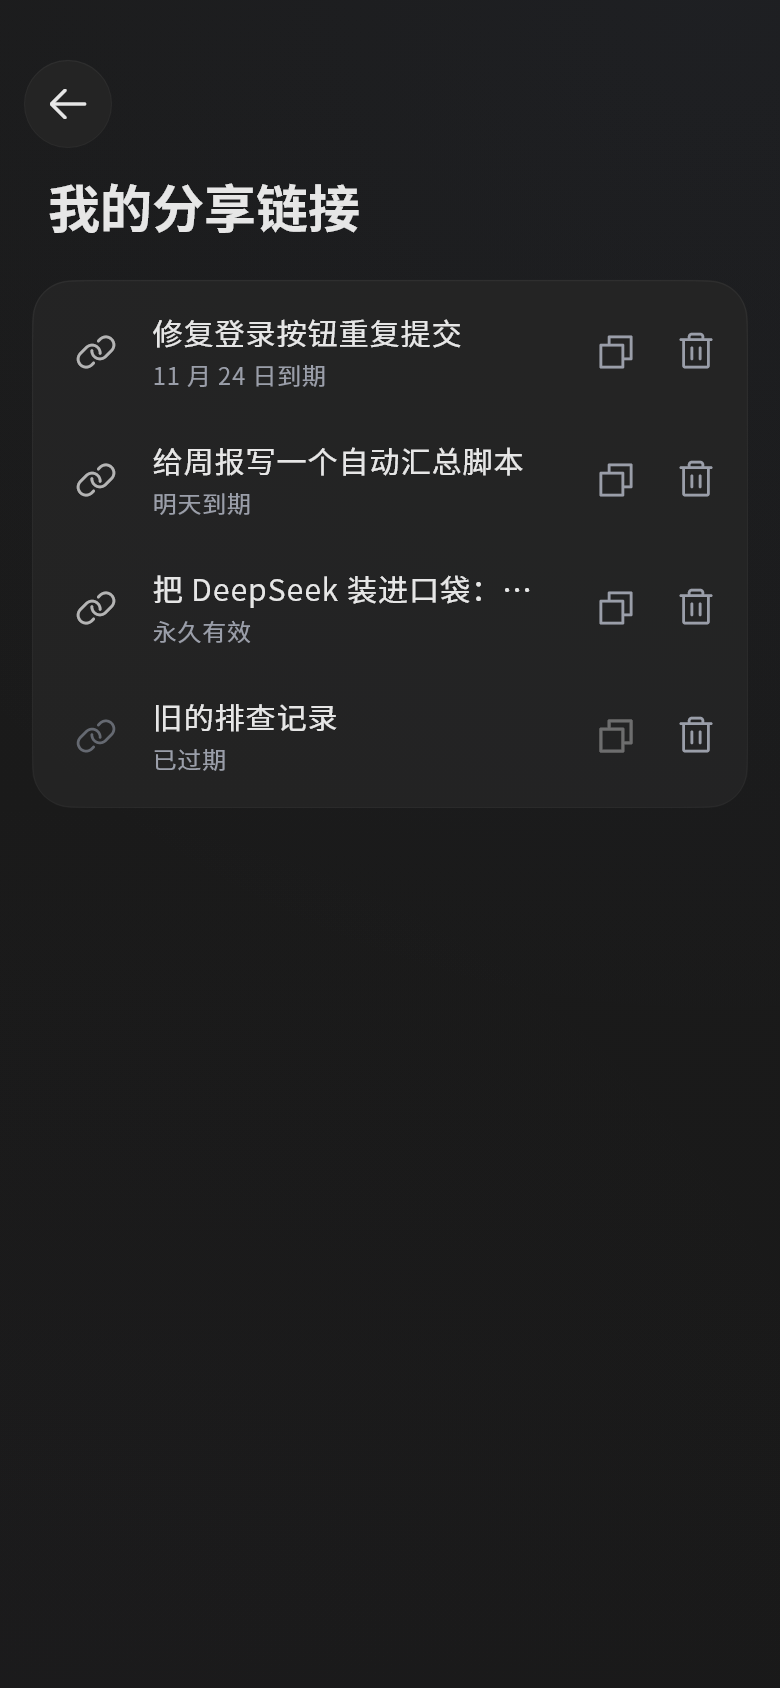 我的分享链接
修复登录按钮重复提交
11 月 24 日到期
给周报写一个自动汇总脚本
明天到期
把 DeepSeek 装进口袋：…
永久有效
旧的排查记录
已过期